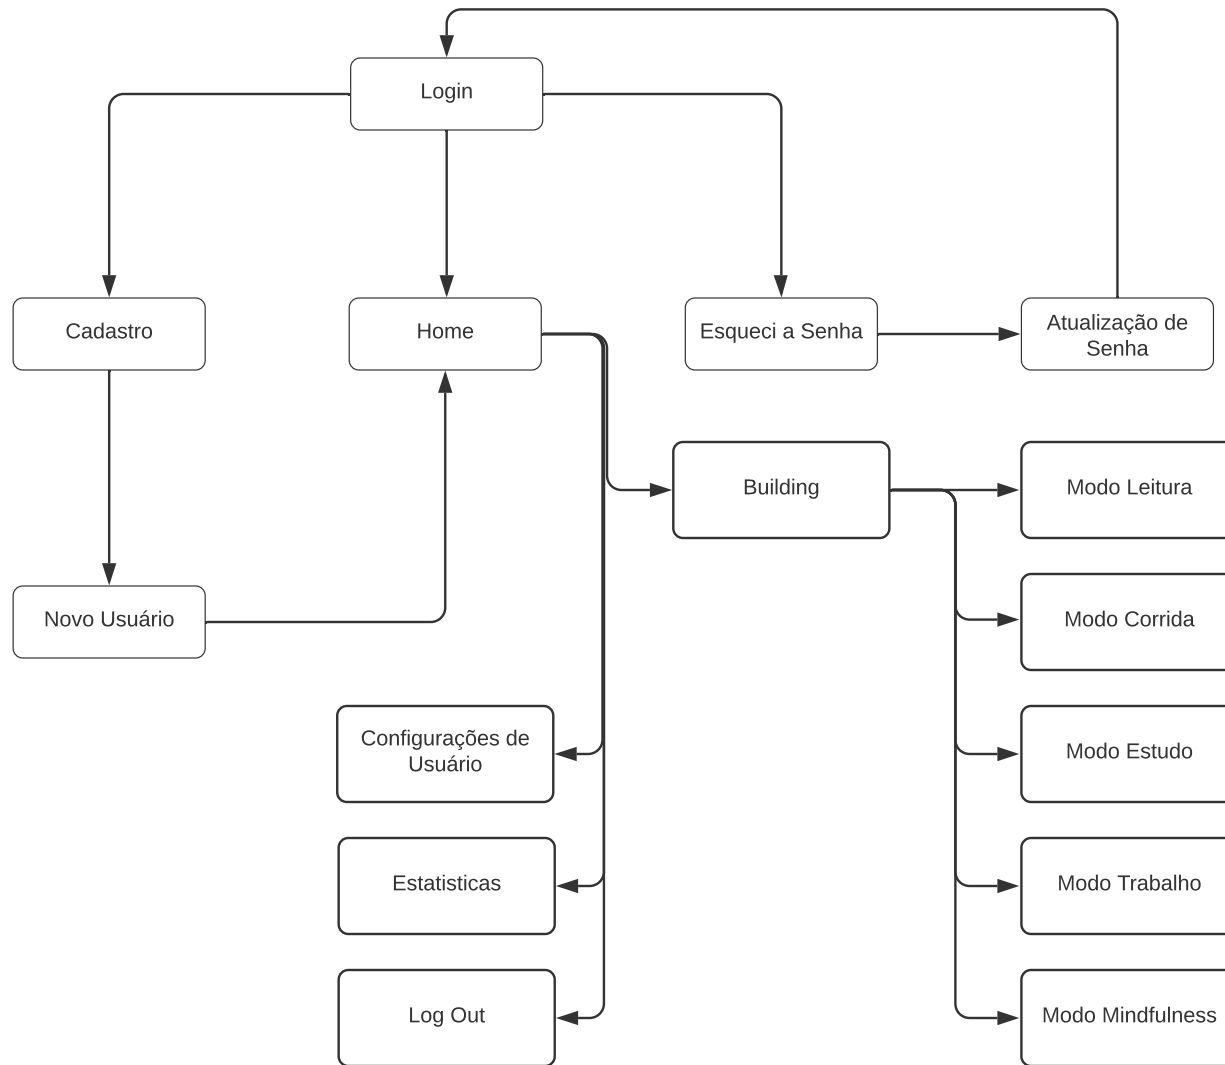 Login
Cadastro
Home
Esqueci a Senha
Atualização de
Senha
Building
Modo Leitura
Modo Corrida
Novo Usuário
Configurações de
Usuário
Modo Estudo
Estatisticas
Modo Trabalho
Log Out
Modo Mindfulness